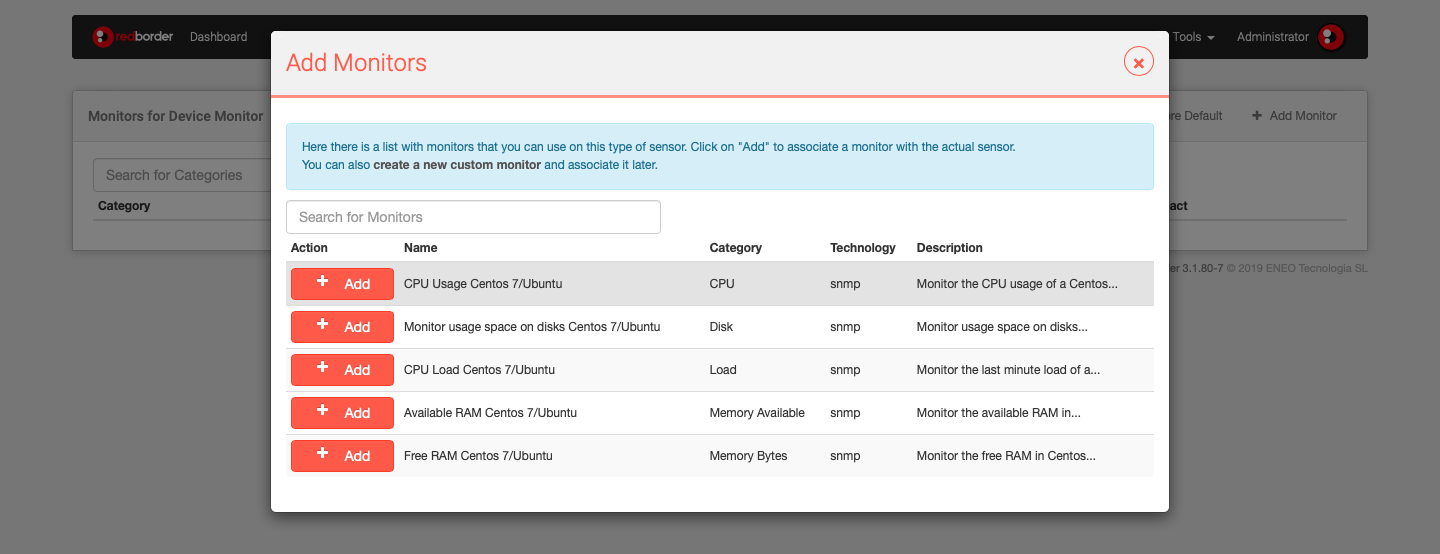 redborder Dashboard Tools Administrator
Add Monitors
Monitors for Device Monitor
Default
Add Monitor
Here there is a list with monitors that you can use on this type of sensor. Click on "Add" to associate a monitor with the actual sensor.
You can also create a new custom monitor and associate it later.
Search for Categories
Category
Search for Monitors
Action Name Category Technology Description
Add CPU Usage Centos 7/Ubuntu CPU snmp Monitor the CPU usage of a Centos...
Add Monitor usage space on disks Centos 7/Ubuntu Disk snmp Monitor usage space on disks...
Add CPU Load Centos 7/Ubuntu Load snmp Monitor the last minute load of a...
Add Available RAM Centos 7/Ubuntu Memory Available snmp Monitor the available RAM in...
Add Free RAM Centos 7/Ubuntu Memory Bytes snmp Monitor the free RAM in Centos...
3.1.80-7 © 2019 ENEO Tecnologia SL